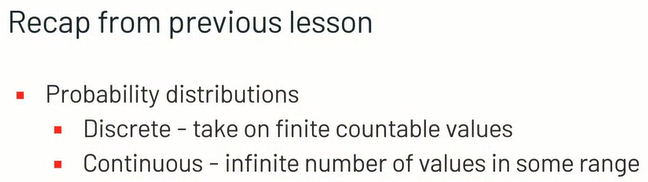 Recap from previous lesson
Probability distributions
Discrete - take on finite countable values
Continuous - infinite number of values in some range